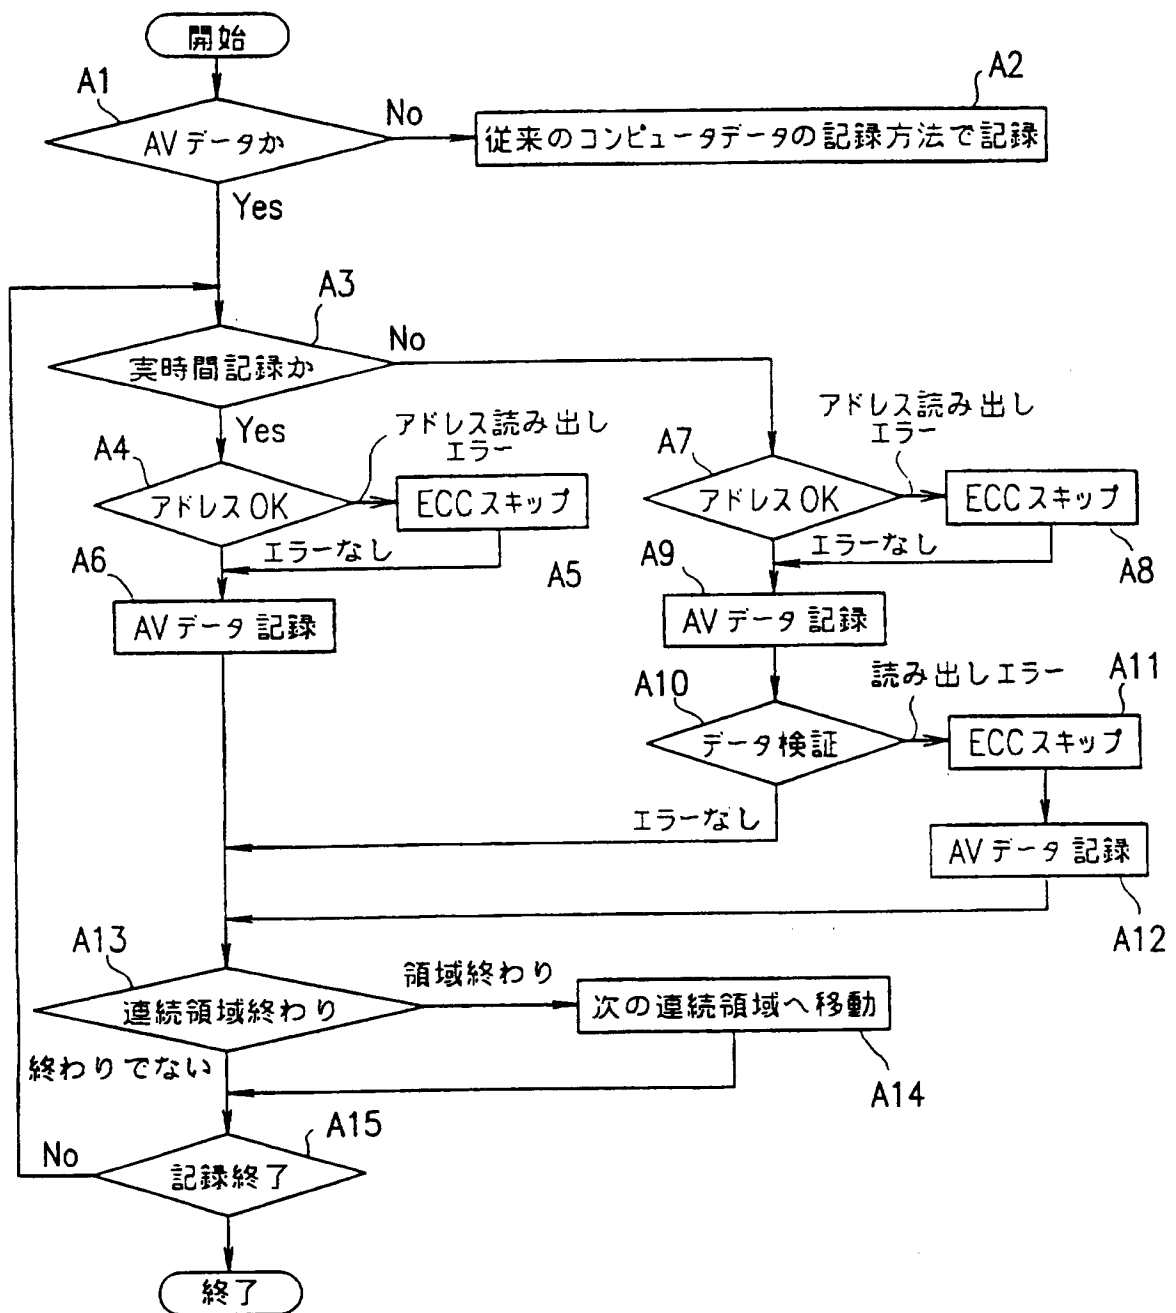 開始
A1
AVデータか
No
A2
従来のコンピュータデータの記録方法で記録
Yes
A3
実時間記録か
No
Yes
A4
アドレス読み出し
エラー
アドレスOK
ECCスキップ
エラーなし
A5
A6
AVデータ記録
アドレス読み出し
エラー
A7
アドレスOK
ECCスキップ
エラーなし
A8
A9
AVデータ記録
A10
読み出しエラー
A11
データ検証
ECCスキップ
エラーなし
AVデータ記録
A12
A13
領域終わり
連続領域終わり
次の連続領域へ移動
終わりでない
A14
A15
No
記録終了
終了